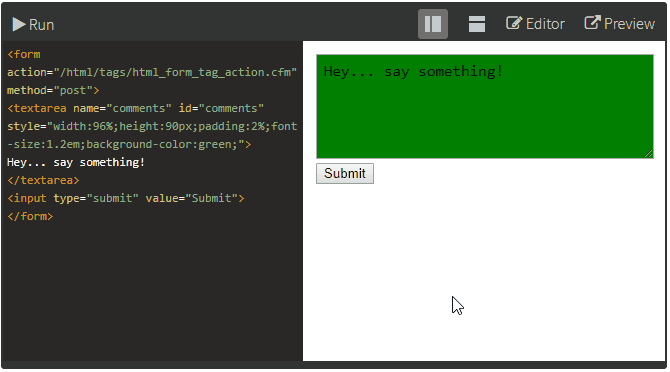 Run
Editor
Preview
<form
action="/html/tags/html_form_tag_action.cfm"
method="post">
<textarea name="comments" id="comments"
style="width:96%;height:90px;padding:2%;font
-size:1.2em;background-color:green;">
Hey... say something!
</textarea>
<input type="submit" value="Submit">
</form>
Hey... say something!
Submit